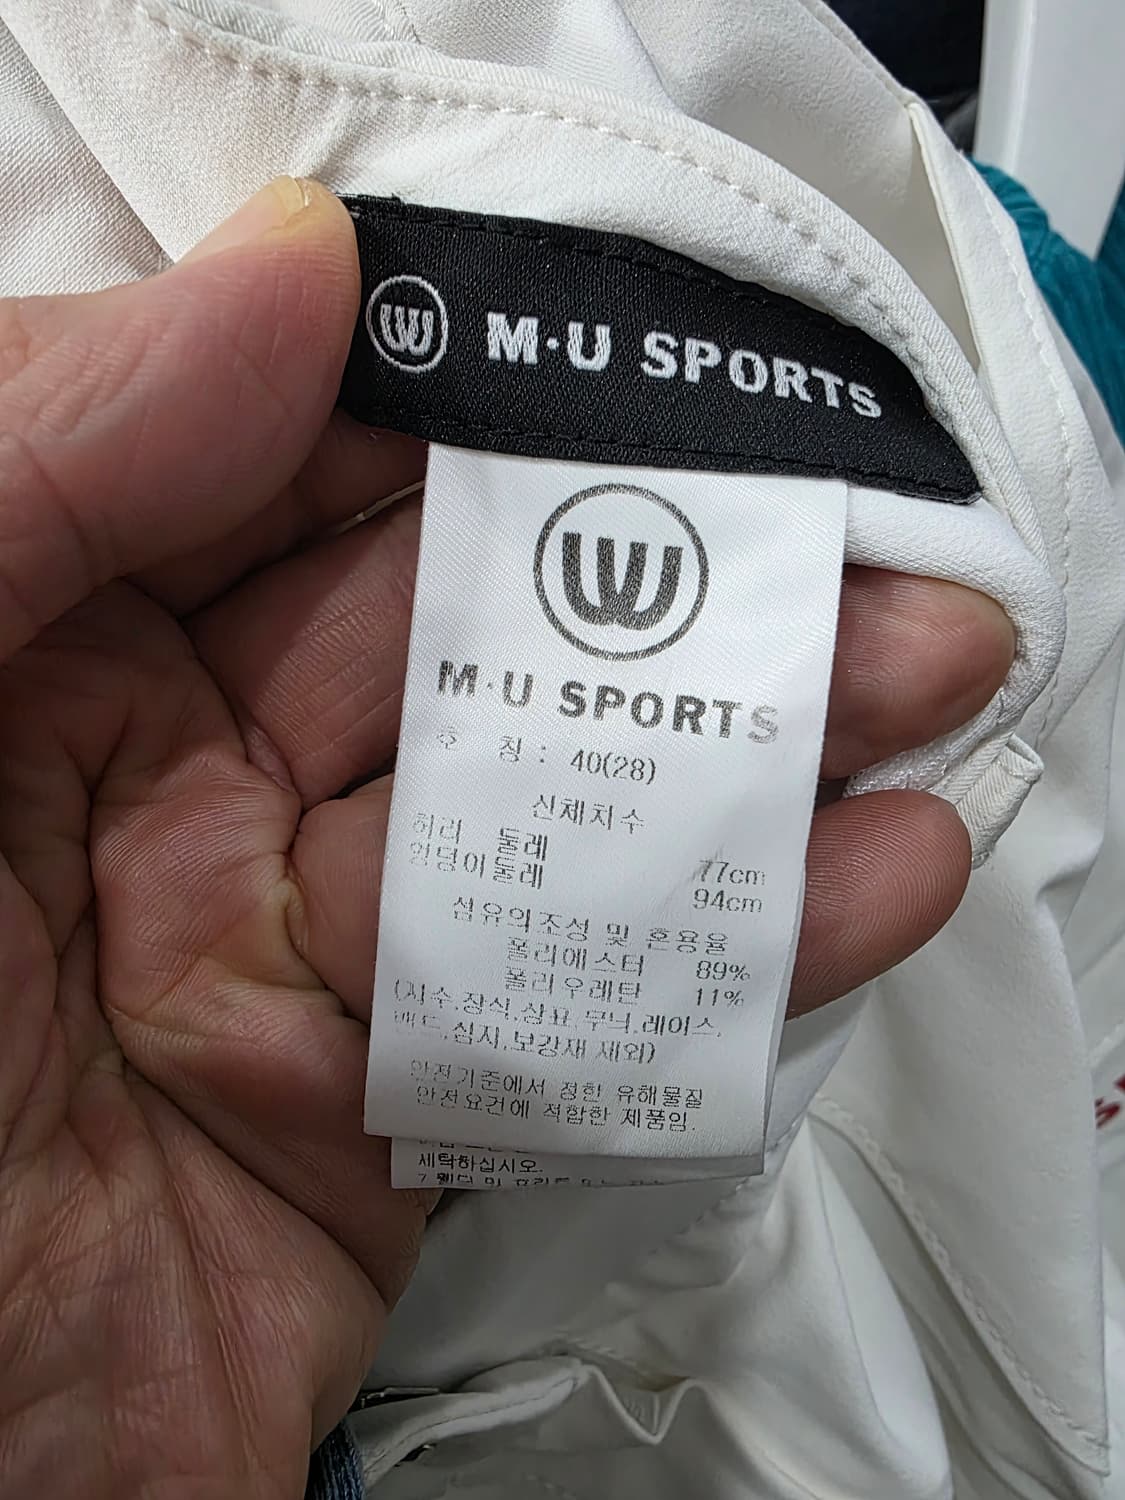 M·U SPORTS
M·U SPORTS
호 칭 : 40(28)
신체치수
허리 둘레 77cm
엉덩이둘레 94cm
섬유의조성 및 혼용율
폴리에스터 89%
폴리우레탄 11%
(자수,장식,상표,무늬,레이스,
밴드,심지,보강재 제외)
안전기준에서 정한 유해물질
안전요건에 적합한 제품임.
세탁하십시오.